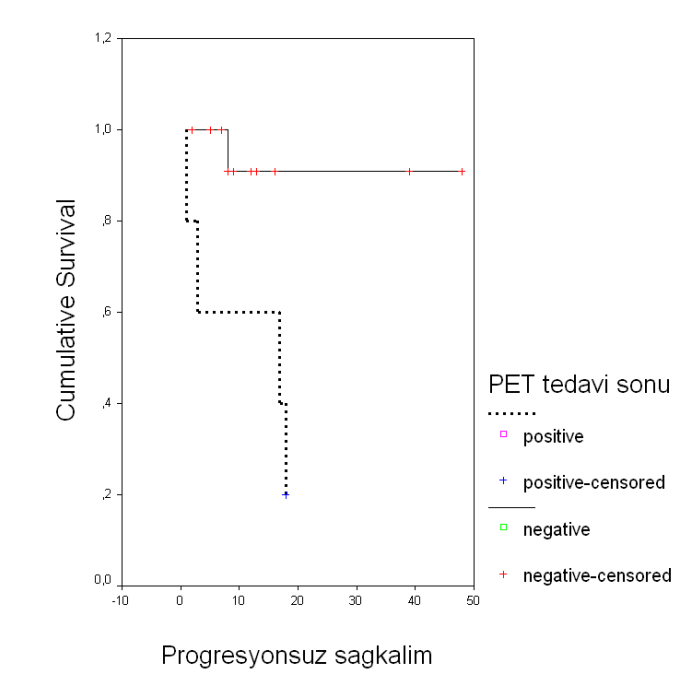 1,2
1,0
,8
,6
,4
,2
0,0
-10 0 10 20 30 40 50
Cumulative Survival
Progresyonsuz sagkalim
PET tedavi sonu
positive
positive-censored
negative
negative-censored